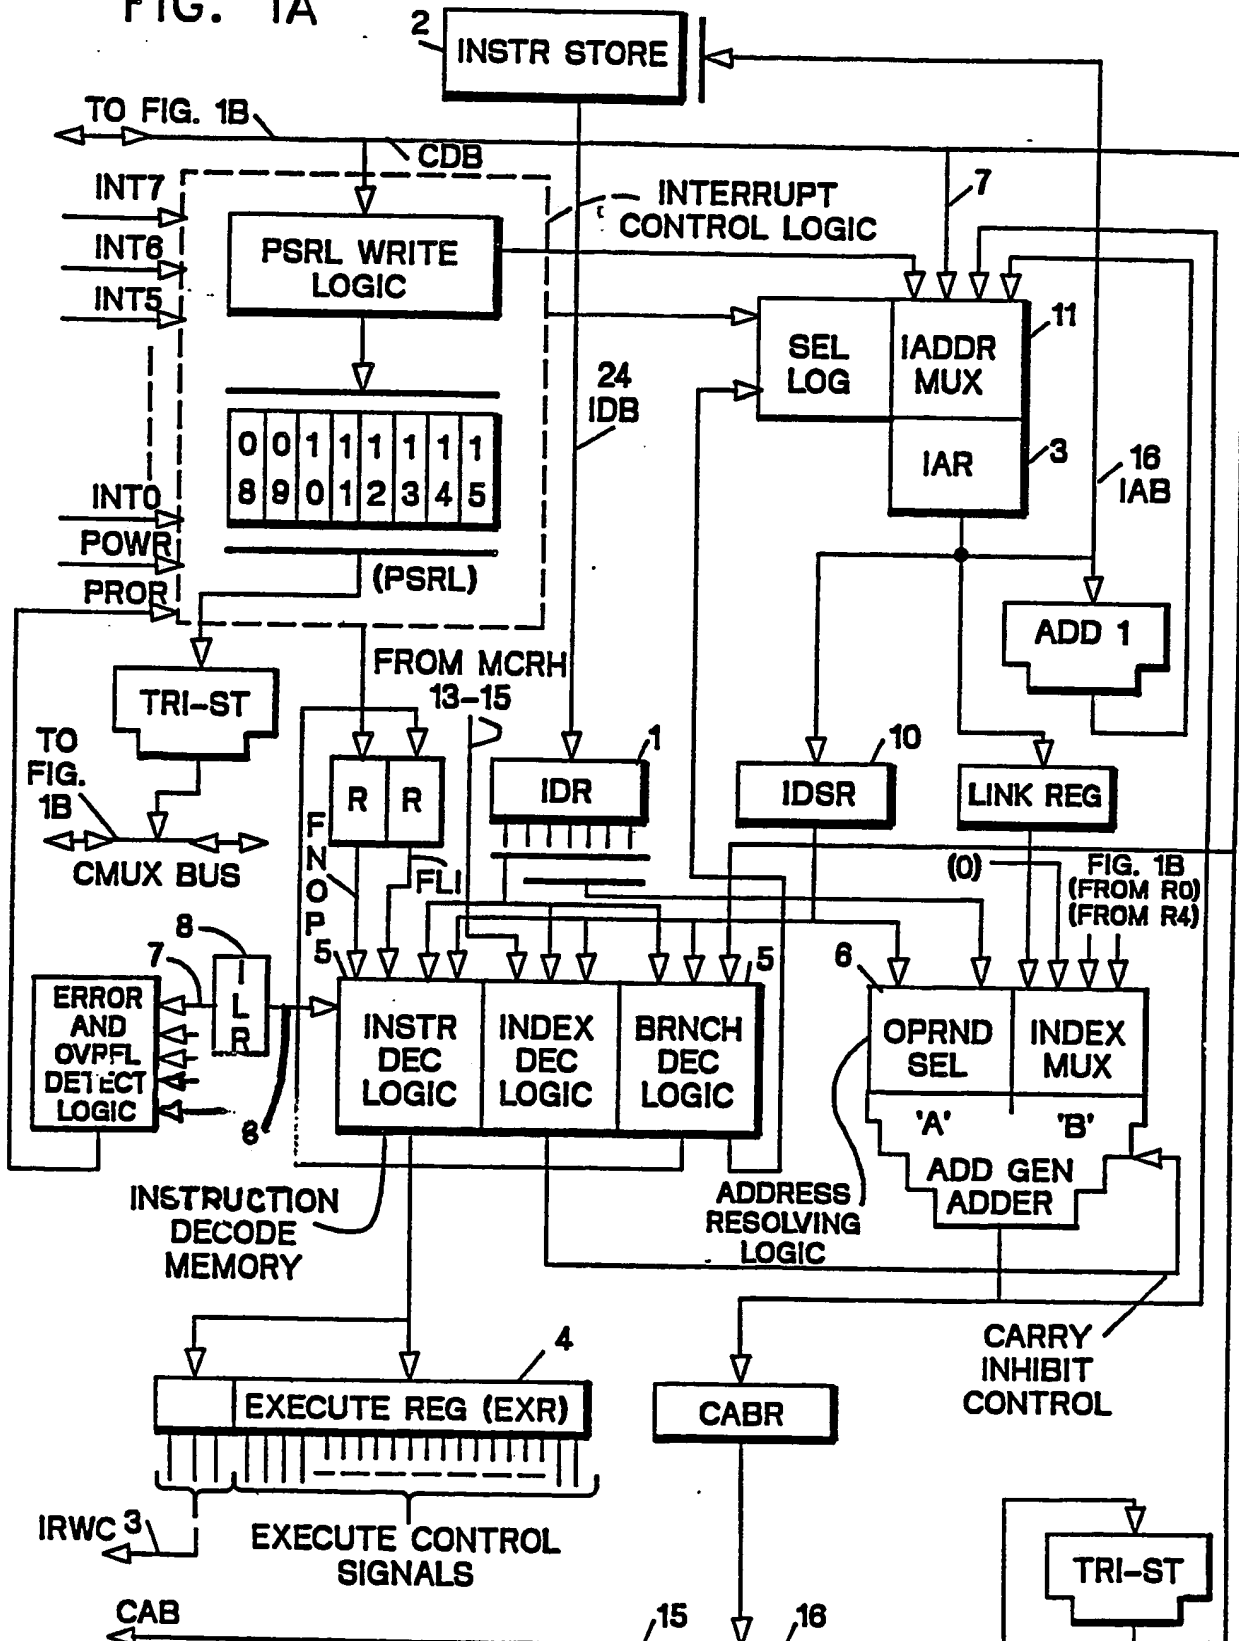 FIG. 1A
2
INSTR STORE
TO FIG. 1B
CDB
INT7
INTERRUPT
CONTROL LOGIC
7
INT6
PSRL WRITE
LOGIC
INT5
SEL
LOG
IADDR
MUX
11
24
IDB
0 0 1 1 1 1 1 1
8 9 0 1 2 3 4 5
IAR
3
16
IAB
INT0
POWR
PROR
(PSRL)
ADD 1
FROM MCRH
13-15
TRI-ST
TO
FIG.
1B
CMUX BUS
R R
1
IDR
10
IDSR
LINK REG
FNOP
FLI
(0)
FIG. 1B
(FROM R0)
(FROM R4)
8
7
ILR
5
5
6
ERROR
AND
OVRFL
DETECT
LOGIC
INSTR
DEC
LOGIC
INDEX
DEC
LOGIC
BRNCH
DEC
LOGIC
OPRND
SEL
INDEX
MUX
8
'A'
'B'
ADD GEN
ADDER
INSTRUCTION
DECODE
MEMORY
ADDRESS
RESOLVING
LOGIC
CARRY
INHIBIT
CONTROL
4
EXECUTE REG (EXR)
CABR
IRWC 3
EXECUTE CONTROL
SIGNALS
TRI-ST
CAB
15
16